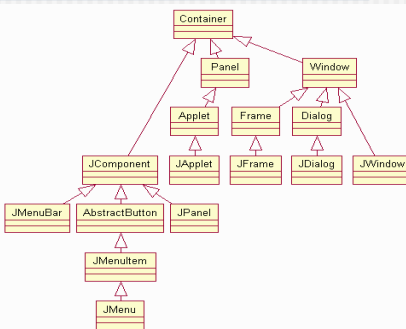 Container
Panel
Window
Applet
Frame
Dialog
JComponent
JApplet
JFrame
JDialog
JWindow
JMenuBar
AbstractButton
JPanel
JMenuItem
JMenu